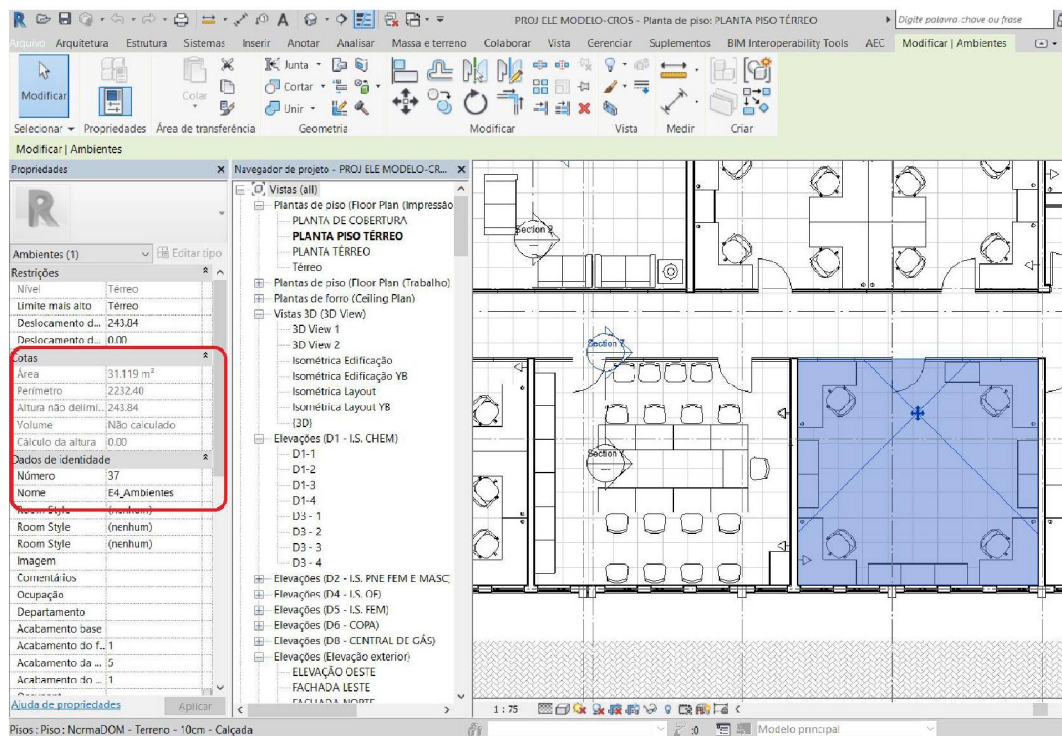 PROJ ELE MODELO-CROS - Planta de piso: PLANTA PISO TÉRREO
Digite palavra-chave ou frase
Arquivo Arquitetura Estrutura Sistemas Inserir Anotar Analisar Massa e terreno Colaborar Vista Gerenciar Suplementos BIM Interoperability Tools AEC Modificar | Ambientes
Modificar
Colar
Junta
Cortar
Unir
Selecionar Propriedades Área de transferência Geometria Modificar Vista Medir Criar
Modificar | Ambientes
Propriedades
R
Ambientes (1) Editar tipo
Restrições
Nível Térreo
Limite mais alto Térreo
Deslocamento d... 243.84
Deslocamento d... 0.00
Cotas
Área 31.119 m²
Perímetro 2232.40
Altura não delimi... 243.84
Volume Não calculado
Cálculo da altura 0.00
Dados de identidade
Número 37
Nome E4_Ambientes
Room Style (nenhum)
Room Style (nenhum)
Room Style (nenhum)
Imagem
Comentários
Ocupação
Departamento
Acabamento base
Acabamento do f... 1
Acabamento da ... 5
Acabamento do ... 1
Ajuda de propriedades Aplicar
Navegador de projeto - PROJ ELE MODELO-CR...
Vistas (all)
Plantas de piso (Floor Plan (Impressão
PLANTA DE COBERTURA
PLANTA PISO TÉRREO
PLANTA TÉRREO
Térreo
Plantas de piso (Floor Plan (Trabalho)
Plantas de forro (Ceiling Plan)
Vistas 3D (3D View)
3D View 1
3D View 2
Isométrica Edificação
Isométrica Edificação YB
Isométrica Layout
Isométrica Layout YB
{3D}
Elevações (D1 - I.S. CHEM)
D1-1
D1-2
D1-3
D1-4
D3 - 1
D3 - 2
D3 - 3
D3 - 4
Elevações (D2 - I.S. PNE FEM E MASC)
Elevações (D4 - I.S. OF)
Elevações (D5 - I.S. FEM)
Elevações (D6 - COPA)
Elevações (D8 - CENTRAL DE GÁS)
Elevações (Elevação exterior)
ELEVAÇÃO OESTE
FACHADA LESTE
FACHADA NORTE
Section 2
Section 7
Section
1 : 75
Pisos : Piso : NormaDOM - Terreno - 10cm - Calçada
:0 Modelo principal